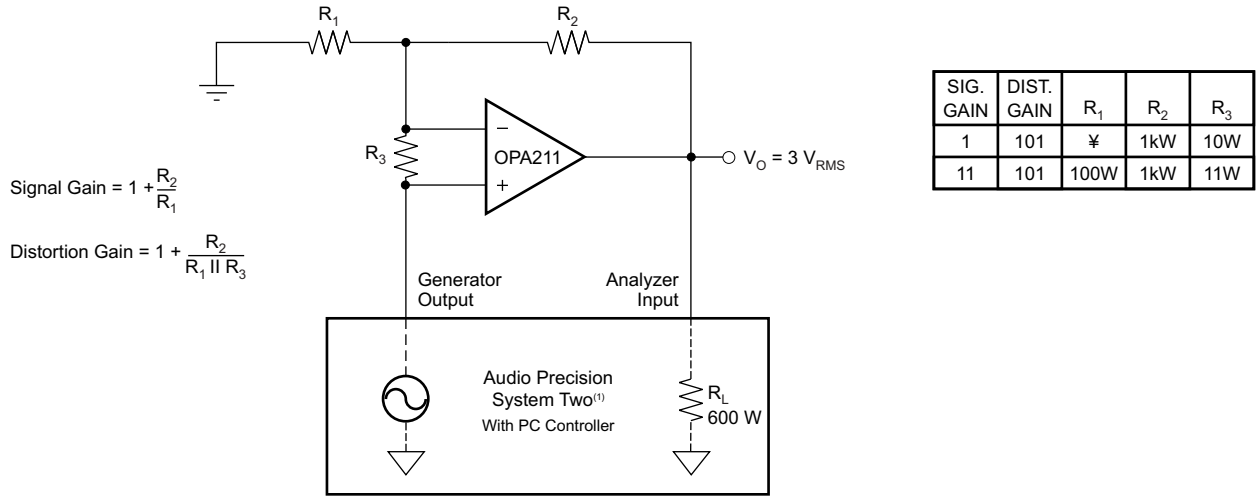 R1
R2
SIG. GAIN DIST. GAIN R1 R2 R3
1 101 ¥ 1kW 10W
11 101 100W 1kW 11W
R3
−
OPA211
+
VO = 3 VRMS
Signal Gain = 1 + R2
R1
Distortion Gain = 1 + R2
R1 II R3
Generator
Output
Analyzer
Input
Audio Precision
System Two(1)
With PC Controller
RL
600 W